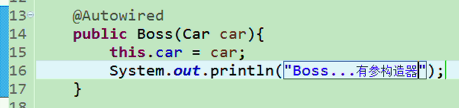 13 @Autowired
14 public Boss(Car car){
15 this.car = car;
16 System.out.println("Boss...有参构造器");
17 }